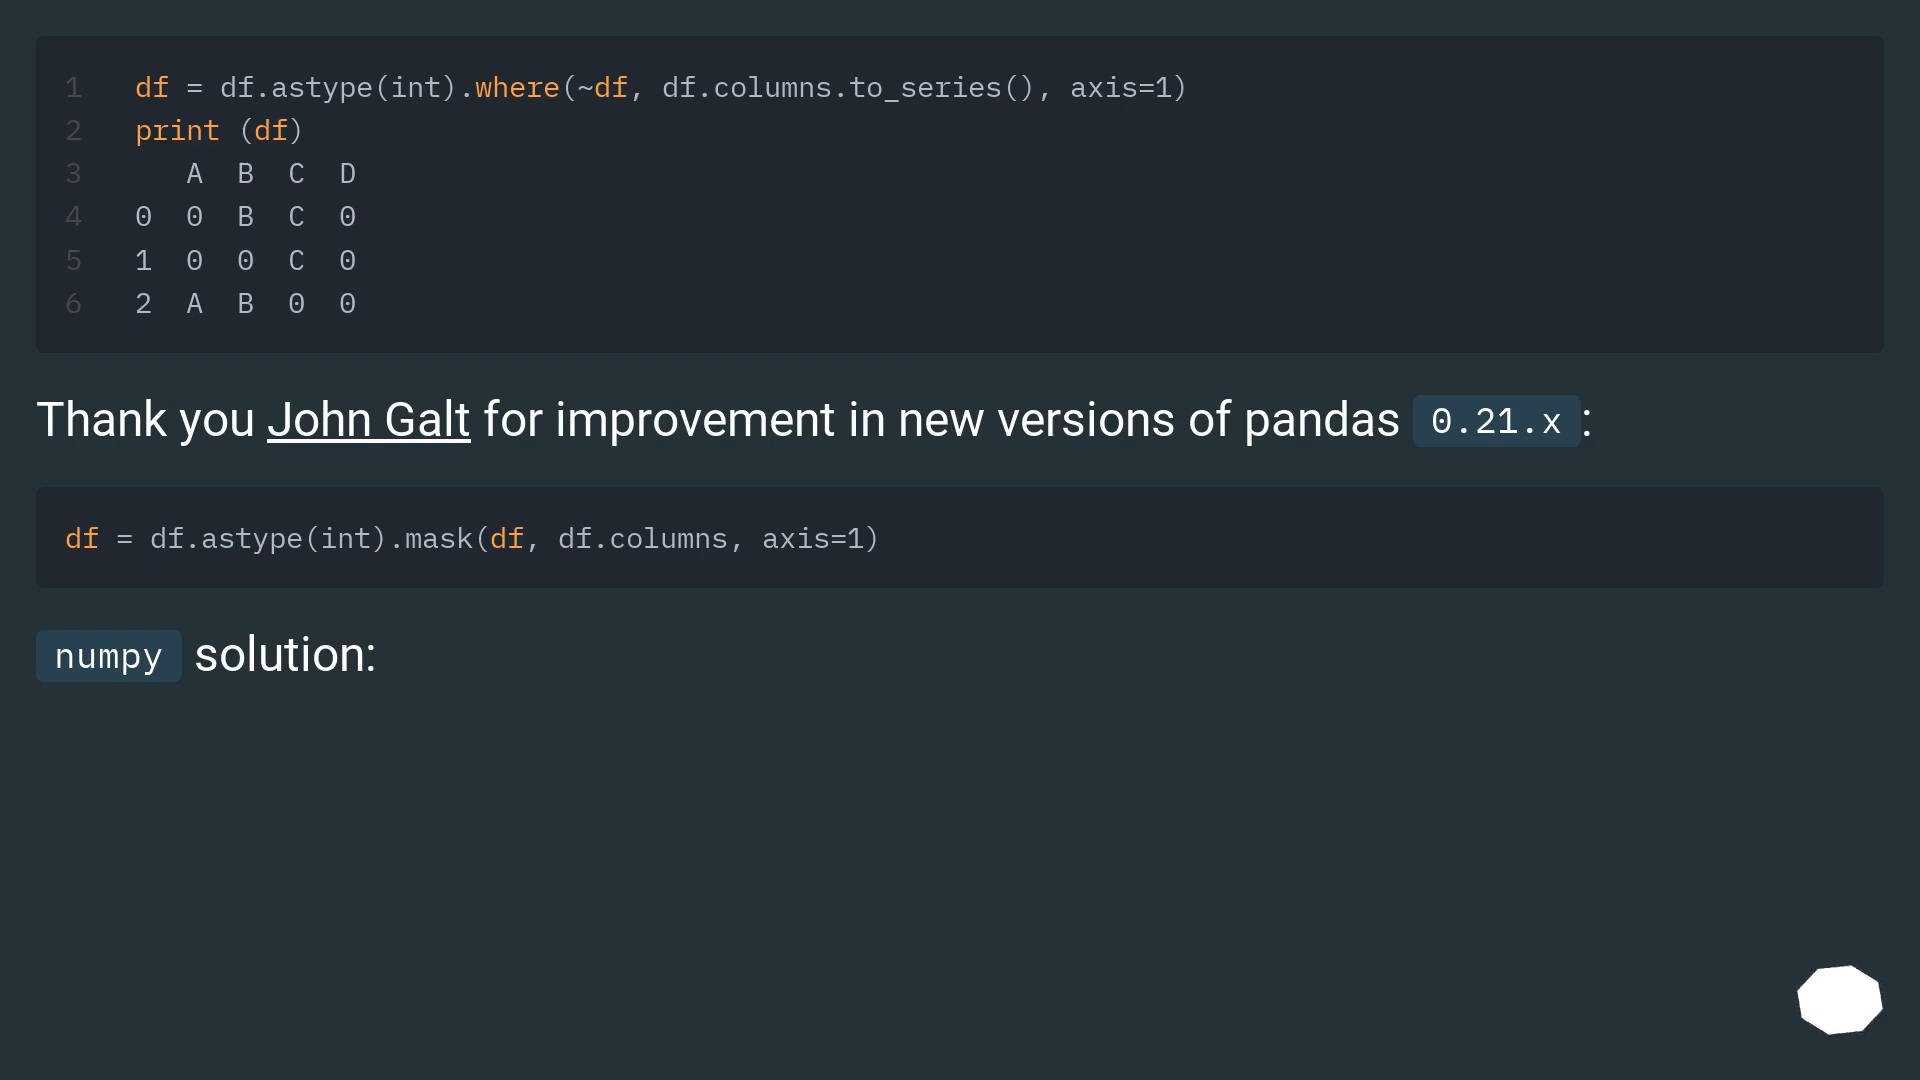 1 df = df.astype(int).where(~df, df.columns.to_series(), axis=1)
2 print (df)
3    A  B  C  D
4 0  0  B  C  0
5 1  0  0  C  0
6 2  A  B  0  0
Thank you John Galt for improvement in new versions of pandas 0.21.x:
df = df.astype(int).mask(df, df.columns, axis=1)
numpy solution: